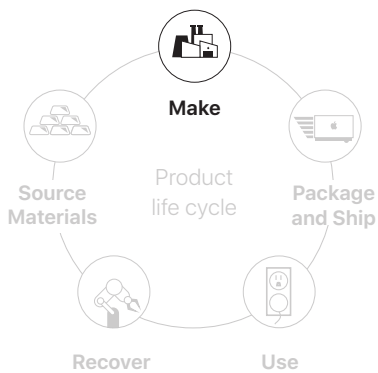 Make
Product
life cycle
Source
Materials
Package
and Ship
Recover
Use